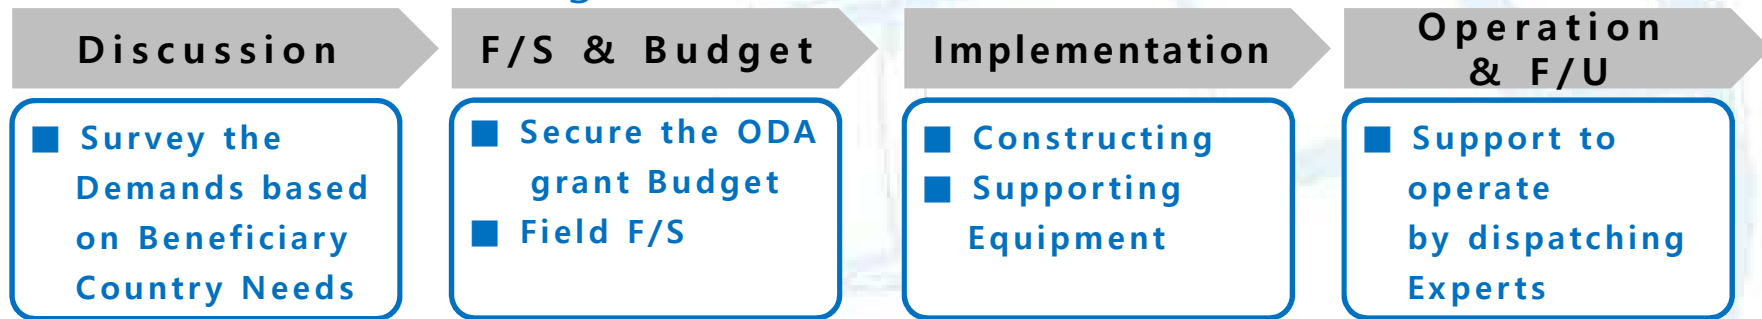 Discussion
Survey the
Demands based
on Beneficiary
Country Needs
F/S & Budget
Secure the ODA
grant Budget
Field F/S
Implementation
Constructing
Supporting
Equipment
Operation
& F/U
Support to
operate
by dispatching
Experts